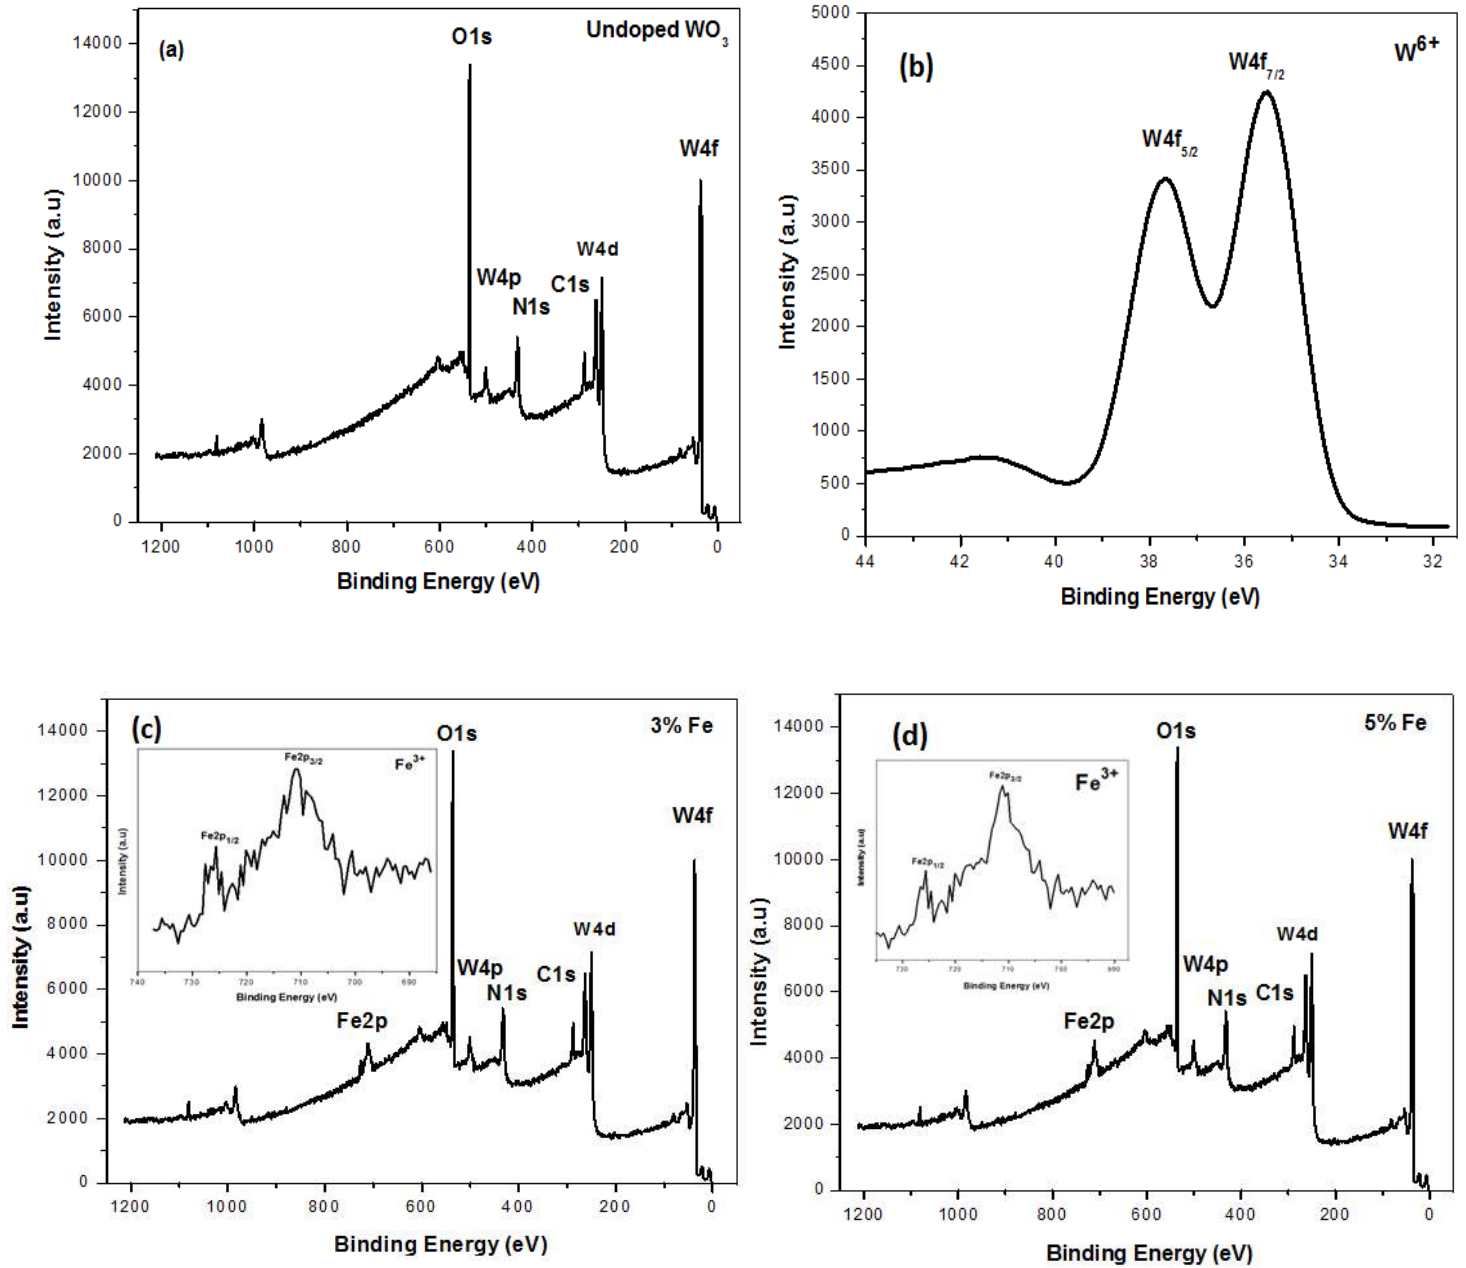 (a)
Undoped WO3
O1s
W4f
W4d
W4p
C1s
N1s
14000
12000
10000
8000
6000
4000
2000
0
Intensity (a.u)
1200 1000 800 600 400 200 0
Binding Energy (eV)
(b)
W6+
W4f7/2
W4f5/2
5000
4500
4000
3500
3000
2500
2000
1500
1000
500
0
Intensity (a.u)
44 42 40 38 36 34 32
Binding Energy (eV)
(c)
3% Fe
O1s
W4f
W4d
W4p
C1s
N1s
Fe2p
Fe2p3/2
Fe3+
Fe2p1/2
Intensity (a.u)
740 730 720 710 700 690
Binding Energy (eV)
14000
12000
10000
8000
6000
4000
2000
0
Intensity (a.u)
1200 1000 800 600 400 200 0
Binding Energy (eV)
(d)
5% Fe
O1s
W4f
W4d
W4p
C1s
N1s
Fe2p
Fe2p3/2
Fe3+
Fe2p1/2
Intensity (a.u)
730 720 710 690
Binding Energy (eV)
14000
12000
10000
8000
6000
4000
2000
0
Intensity (a.u)
1200 1000 800 600 400 200 0
Binding Energy (eV)